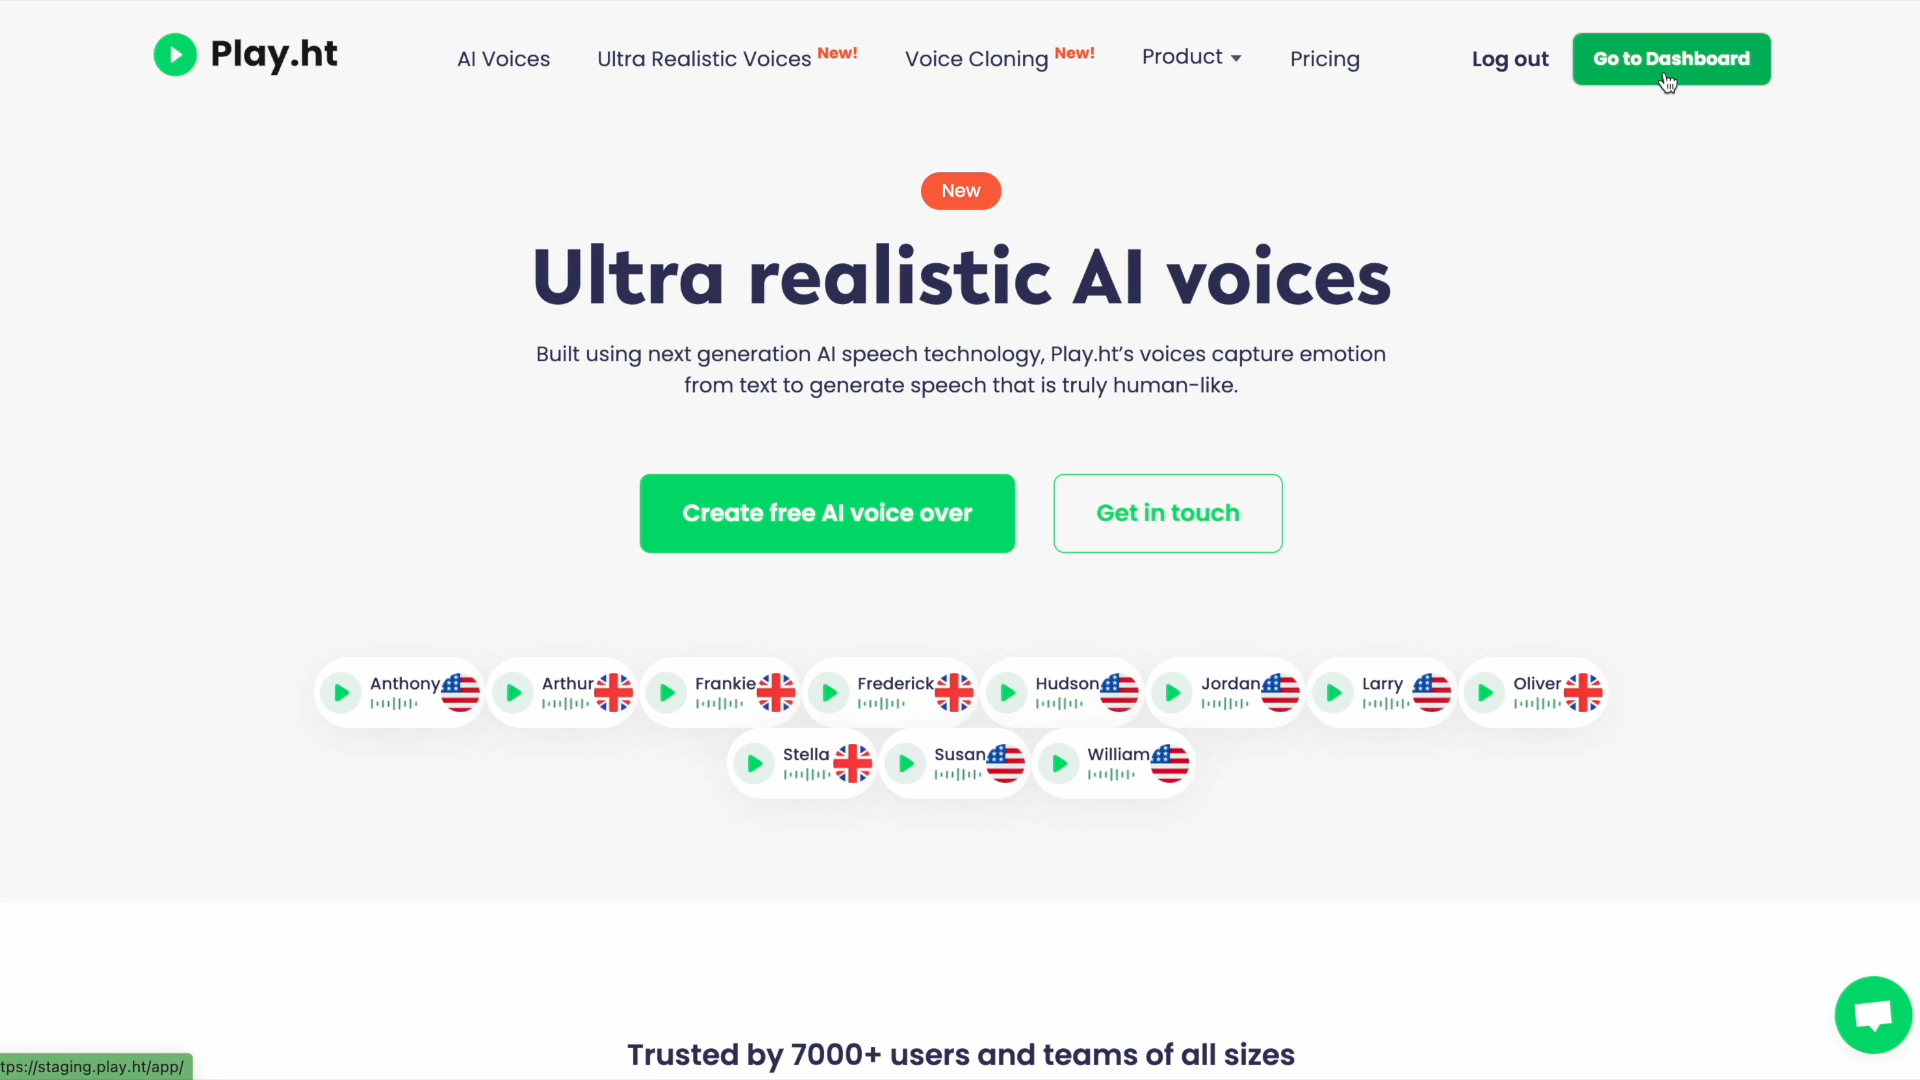 Play.ht
AI Voices
Ultra Realistic Voices New!
Voice Cloning New!
Product
Pricing
Log out
Go to Dashboard
New
Ultra realistic AI voices
Built using next generation AI speech technology, Play.ht’s voices capture emotion
from text to generate speech that is truly human-like.
Create free AI voice over
Get in touch
Anthony
Arthur
Frankie
Frederick
Hudson
Jordan
Larry
Oliver
Stella
Susan
William
Trusted by 7000+ users and teams of all sizes
tps://staging.play.ht/app/